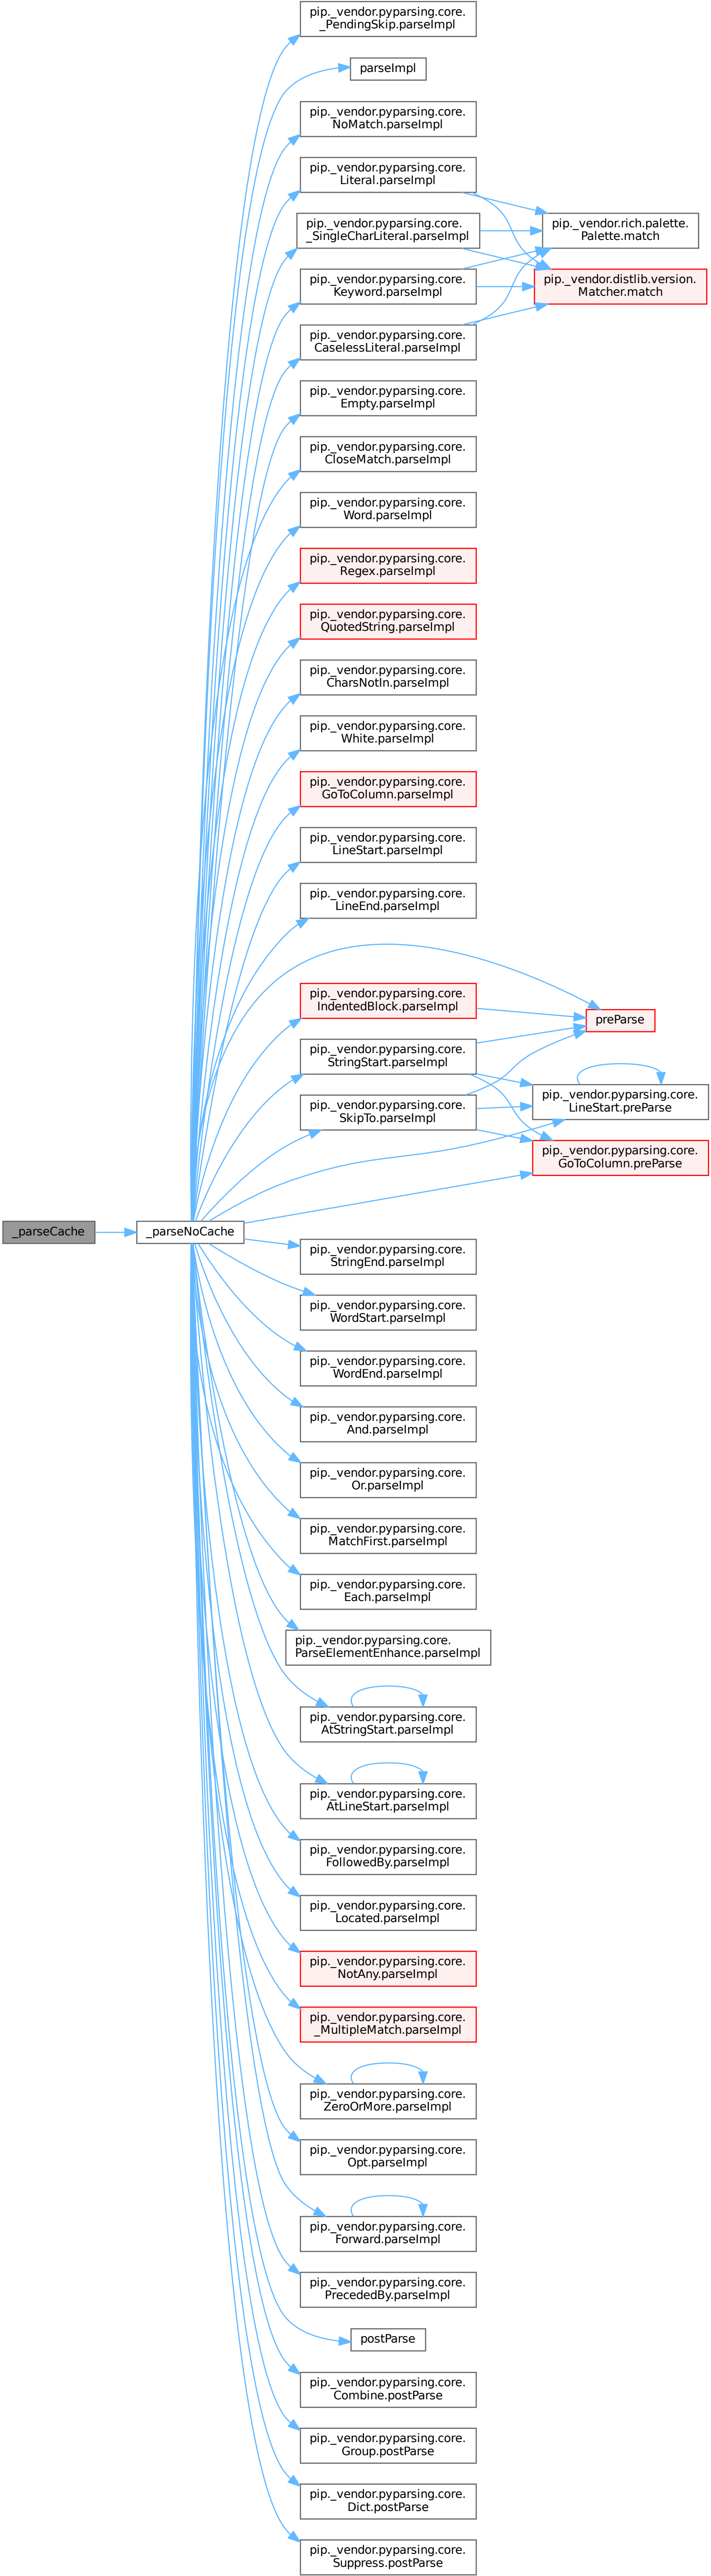 pip._vendor.pyparsing.core.
_PendingSkip.parseImpl
parseImpl
pip._vendor.pyparsing.core.
NoMatch.parseImpl
pip._vendor.pyparsing.core.
Literal.parseImpl
pip._vendor.pyparsing.core.
_SingleCharLiteral.parseImpl
pip._vendor.rich.palette.
Palette.match
pip._vendor.pyparsing.core.
Keyword.parseImpl
pip._vendor.distlib.version.
Matcher.match
pip._vendor.pyparsing.core.
CaselessLiteral.parseImpl
pip._vendor.pyparsing.core.
Empty.parseImpl
pip._vendor.pyparsing.core.
CloseMatch.parseImpl
pip._vendor.pyparsing.core.
Word.parseImpl
pip._vendor.pyparsing.core.
Regex.parseImpl
pip._vendor.pyparsing.core.
QuotedString.parseImpl
pip._vendor.pyparsing.core.
CharsNotIn.parseImpl
pip._vendor.pyparsing.core.
White.parseImpl
pip._vendor.pyparsing.core.
GoToColumn.parseImpl
pip._vendor.pyparsing.core.
LineStart.parseImpl
pip._vendor.pyparsing.core.
LineEnd.parseImpl
pip._vendor.pyparsing.core.
IndentedBlock.parseImpl
preParse
pip._vendor.pyparsing.core.
StringStart.parseImpl
pip._vendor.pyparsing.core.
SkipTo.parseImpl
pip._vendor.pyparsing.core.
LineStart.preParse
pip._vendor.pyparsing.core.
GoToColumn.preParse
_parseCache
_parseNoCache
pip._vendor.pyparsing.core.
StringEnd.parseImpl
pip._vendor.pyparsing.core.
WordStart.parseImpl
pip._vendor.pyparsing.core.
WordEnd.parseImpl
pip._vendor.pyparsing.core.
And.parseImpl
pip._vendor.pyparsing.core.
Or.parseImpl
pip._vendor.pyparsing.core.
MatchFirst.parseImpl
pip._vendor.pyparsing.core.
Each.parseImpl
pip._vendor.pyparsing.core.
ParseElementEnhance.parseImpl
pip._vendor.pyparsing.core.
AtStringStart.parseImpl
pip._vendor.pyparsing.core.
AtLineStart.parseImpl
pip._vendor.pyparsing.core.
FollowedBy.parseImpl
pip._vendor.pyparsing.core.
Located.parseImpl
pip._vendor.pyparsing.core.
NotAny.parseImpl
pip._vendor.pyparsing.core.
_MultipleMatch.parseImpl
pip._vendor.pyparsing.core.
ZeroOrMore.parseImpl
pip._vendor.pyparsing.core.
Opt.parseImpl
pip._vendor.pyparsing.core.
Forward.parseImpl
pip._vendor.pyparsing.core.
PrecededBy.parseImpl
postParse
pip._vendor.pyparsing.core.
Combine.postParse
pip._vendor.pyparsing.core.
Group.postParse
pip._vendor.pyparsing.core.
Dict.postParse
pip._vendor.pyparsing.core.
Suppress.postParse